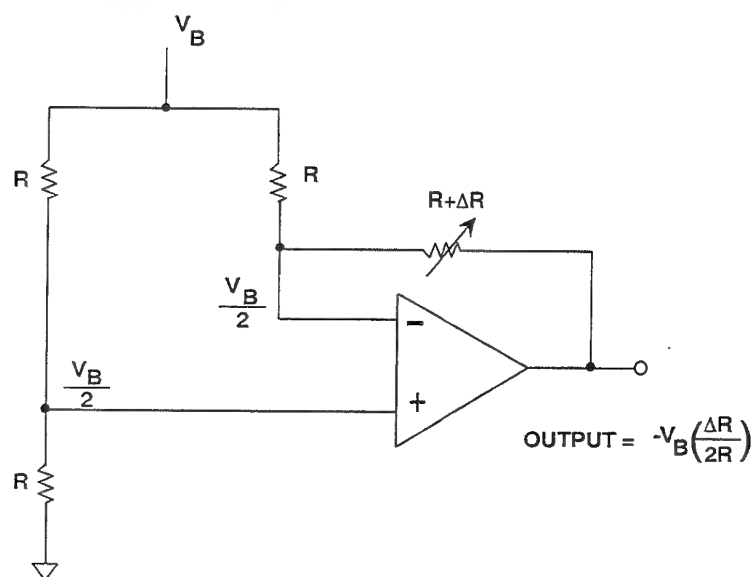 V_B
R
R
R+ΔR
V_B
2
−
V_B
2
+
OUTPUT = -V_B(ΔR/2R)
R